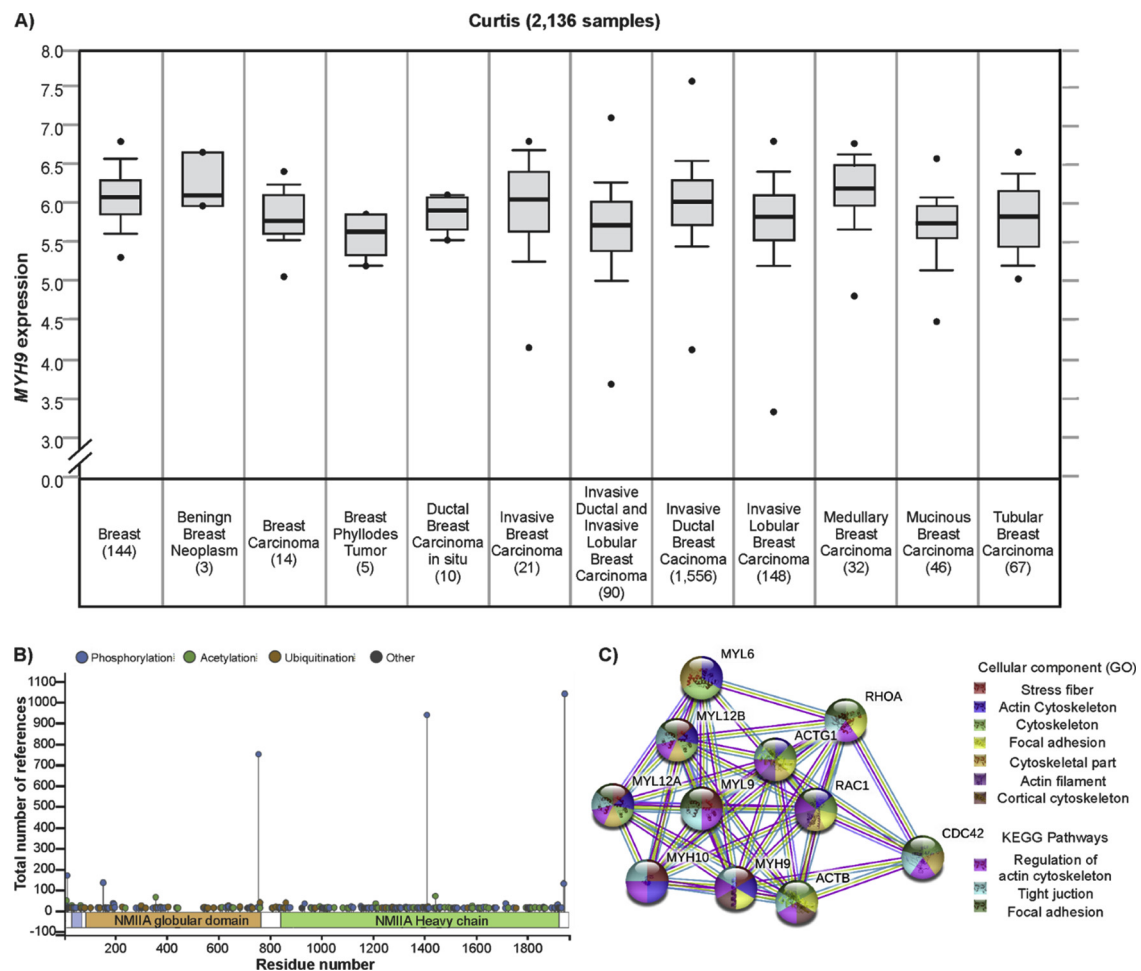 A)
Curtis (2,136 samples)
MYH9 expression
8.0
7.5
7.0
6.5
6.0
5.5
5.0
4.5
4.0
3.5
3.0
0.0
Breast
(144)
Beningn
Breast
Neoplasm
(3)
Breast
Carcinoma
(14)
Breast
Phyllodes
Tumor
(5)
Ductal
Breast
Carcinoma
in situ
(10)
Invasive
Breast
Carcinoma
(21)
Invasive
Ductal and
Invasive
Lobular
Breast
Carcinoma
(90)
Invasive
Ductal
Breast
Cacinoma
(1,556)
Invasive
Lobular
Breast
Carcinoma
(148)
Medullary
Breast
Carcinoma
(32)
Mucinous
Breast
Carcinoma
(46)
Tubular
Breast
Carcinoma
(67)
B)
Phosphorylation
Acetylation
Ubiquitination
Other
Total number of references
1100
1000
900
800
700
600
500
400
300
200
100
0
-100
NMIIA globular domain
NMIIA Heavy chain
200
400
600
800
1000
1200
1400
1600
1800
Residue number
C)
MYL6
RHOA
MYL12B
ACTG1
MYL12A
MYL9
RAC1
CDC42
MYH10
MYH9
ACTB
Cellular component (GO)
Stress fiber
Actin Cytoskeleton
Cytoskeleton
Focal adhesion
Cytoskeletal part
Actin filament
Cortical cytoskeleton
KEGG Pathways
Regulation of
actin cytoskeleton
Tight juction
Focal adhesion